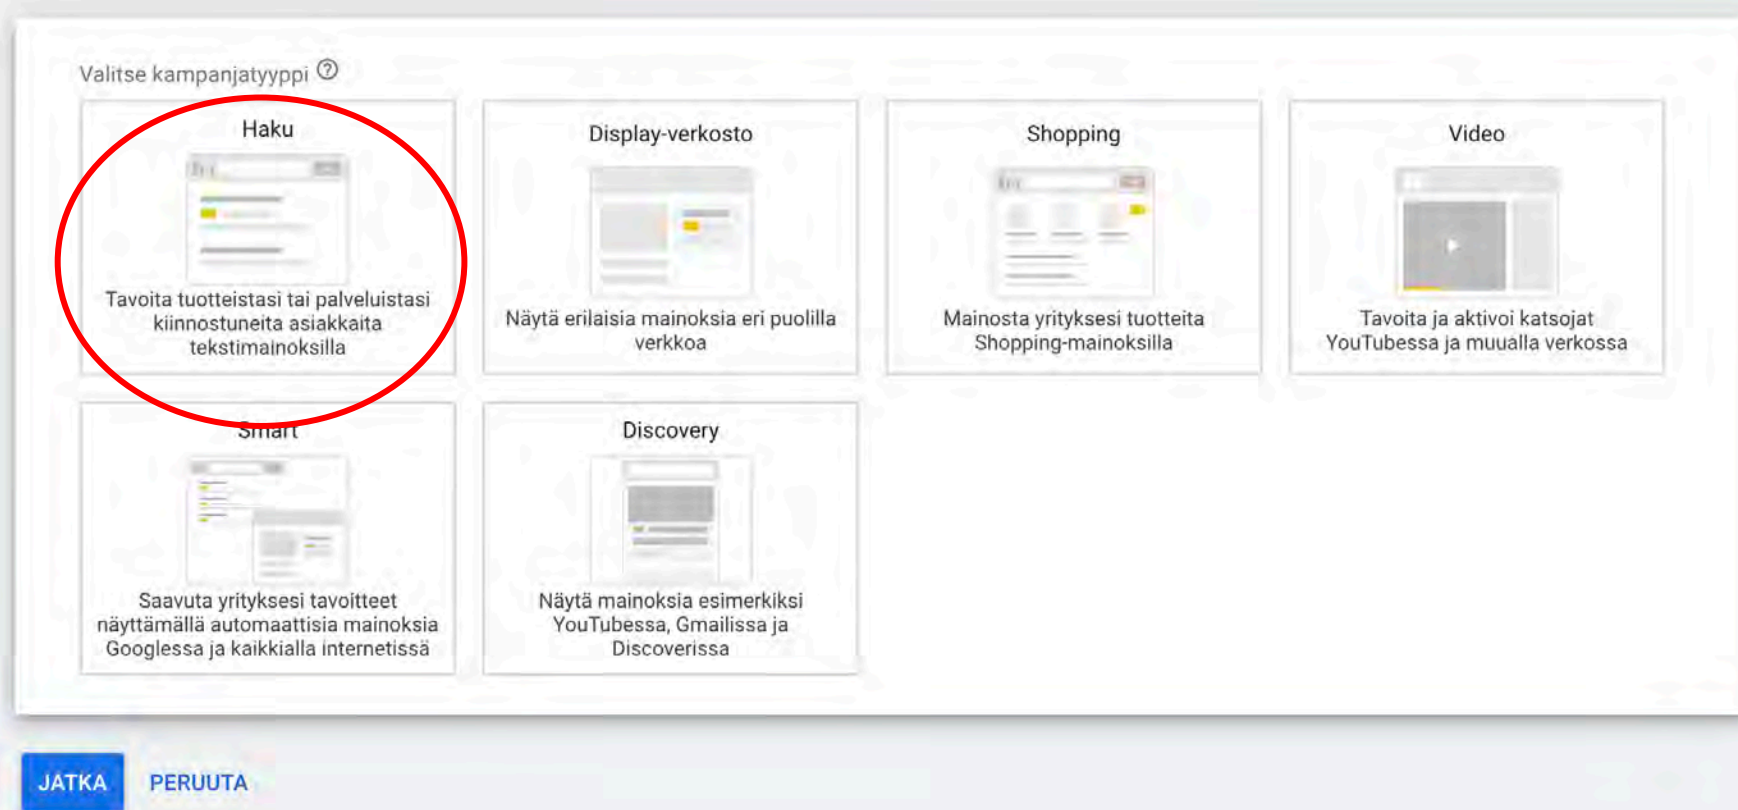 Valitse kampanjatyyppi
Haku
Tavoita tuotteistasi tai palveluistasi
kiinnostuneita asiakkaita
tekstimainoksilla
Display-verkosto
Näytä erilaisia mainoksia eri puolilla
verkkoa
Shopping
Mainosta yrityksesi tuotteita
Shopping-mainoksilla
Video
Tavoita ja aktivoi katsojat
YouTubessa ja muualla verkossa
Smart
Saavuta yrityksesi tavoitteet
näyttämällä automaattisia mainoksia
Googlessa ja kaikkialla internetissä
Discovery
Näytä mainoksia esimerkiksi
YouTubessa, Gmailissa ja
Discoverissa
JATKA PERUUTA